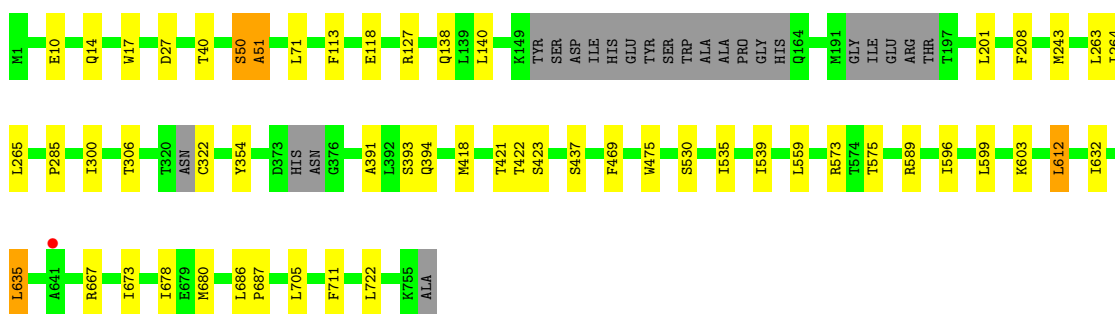 M1 E10 Q14 W17 D27 T40 S50 A51 L71 F113 E118 R127 Q138 L139 L140 K149 TYR SER ASP ILE HIS GLU TYR SER TRP ALA ALA PRO GLY HIS Q164 M191 GLY ILE GLU ARG THR T197 L201 F208 M243 L263 I264
L265 P285 I300 T306 T320 ASN C322 Y354 D373 HIS ASN G376 A391 L392 S393 Q394 M418 T421 T422 S423 S437 F469 W475 S530 I535 I539 L559 R573 T574 T575 R589 I596 L599 K603 L612 I632
L635 A641 R667 I673 I678 E679 M680 L686 P687 L705 F711 L722 K755 ALA